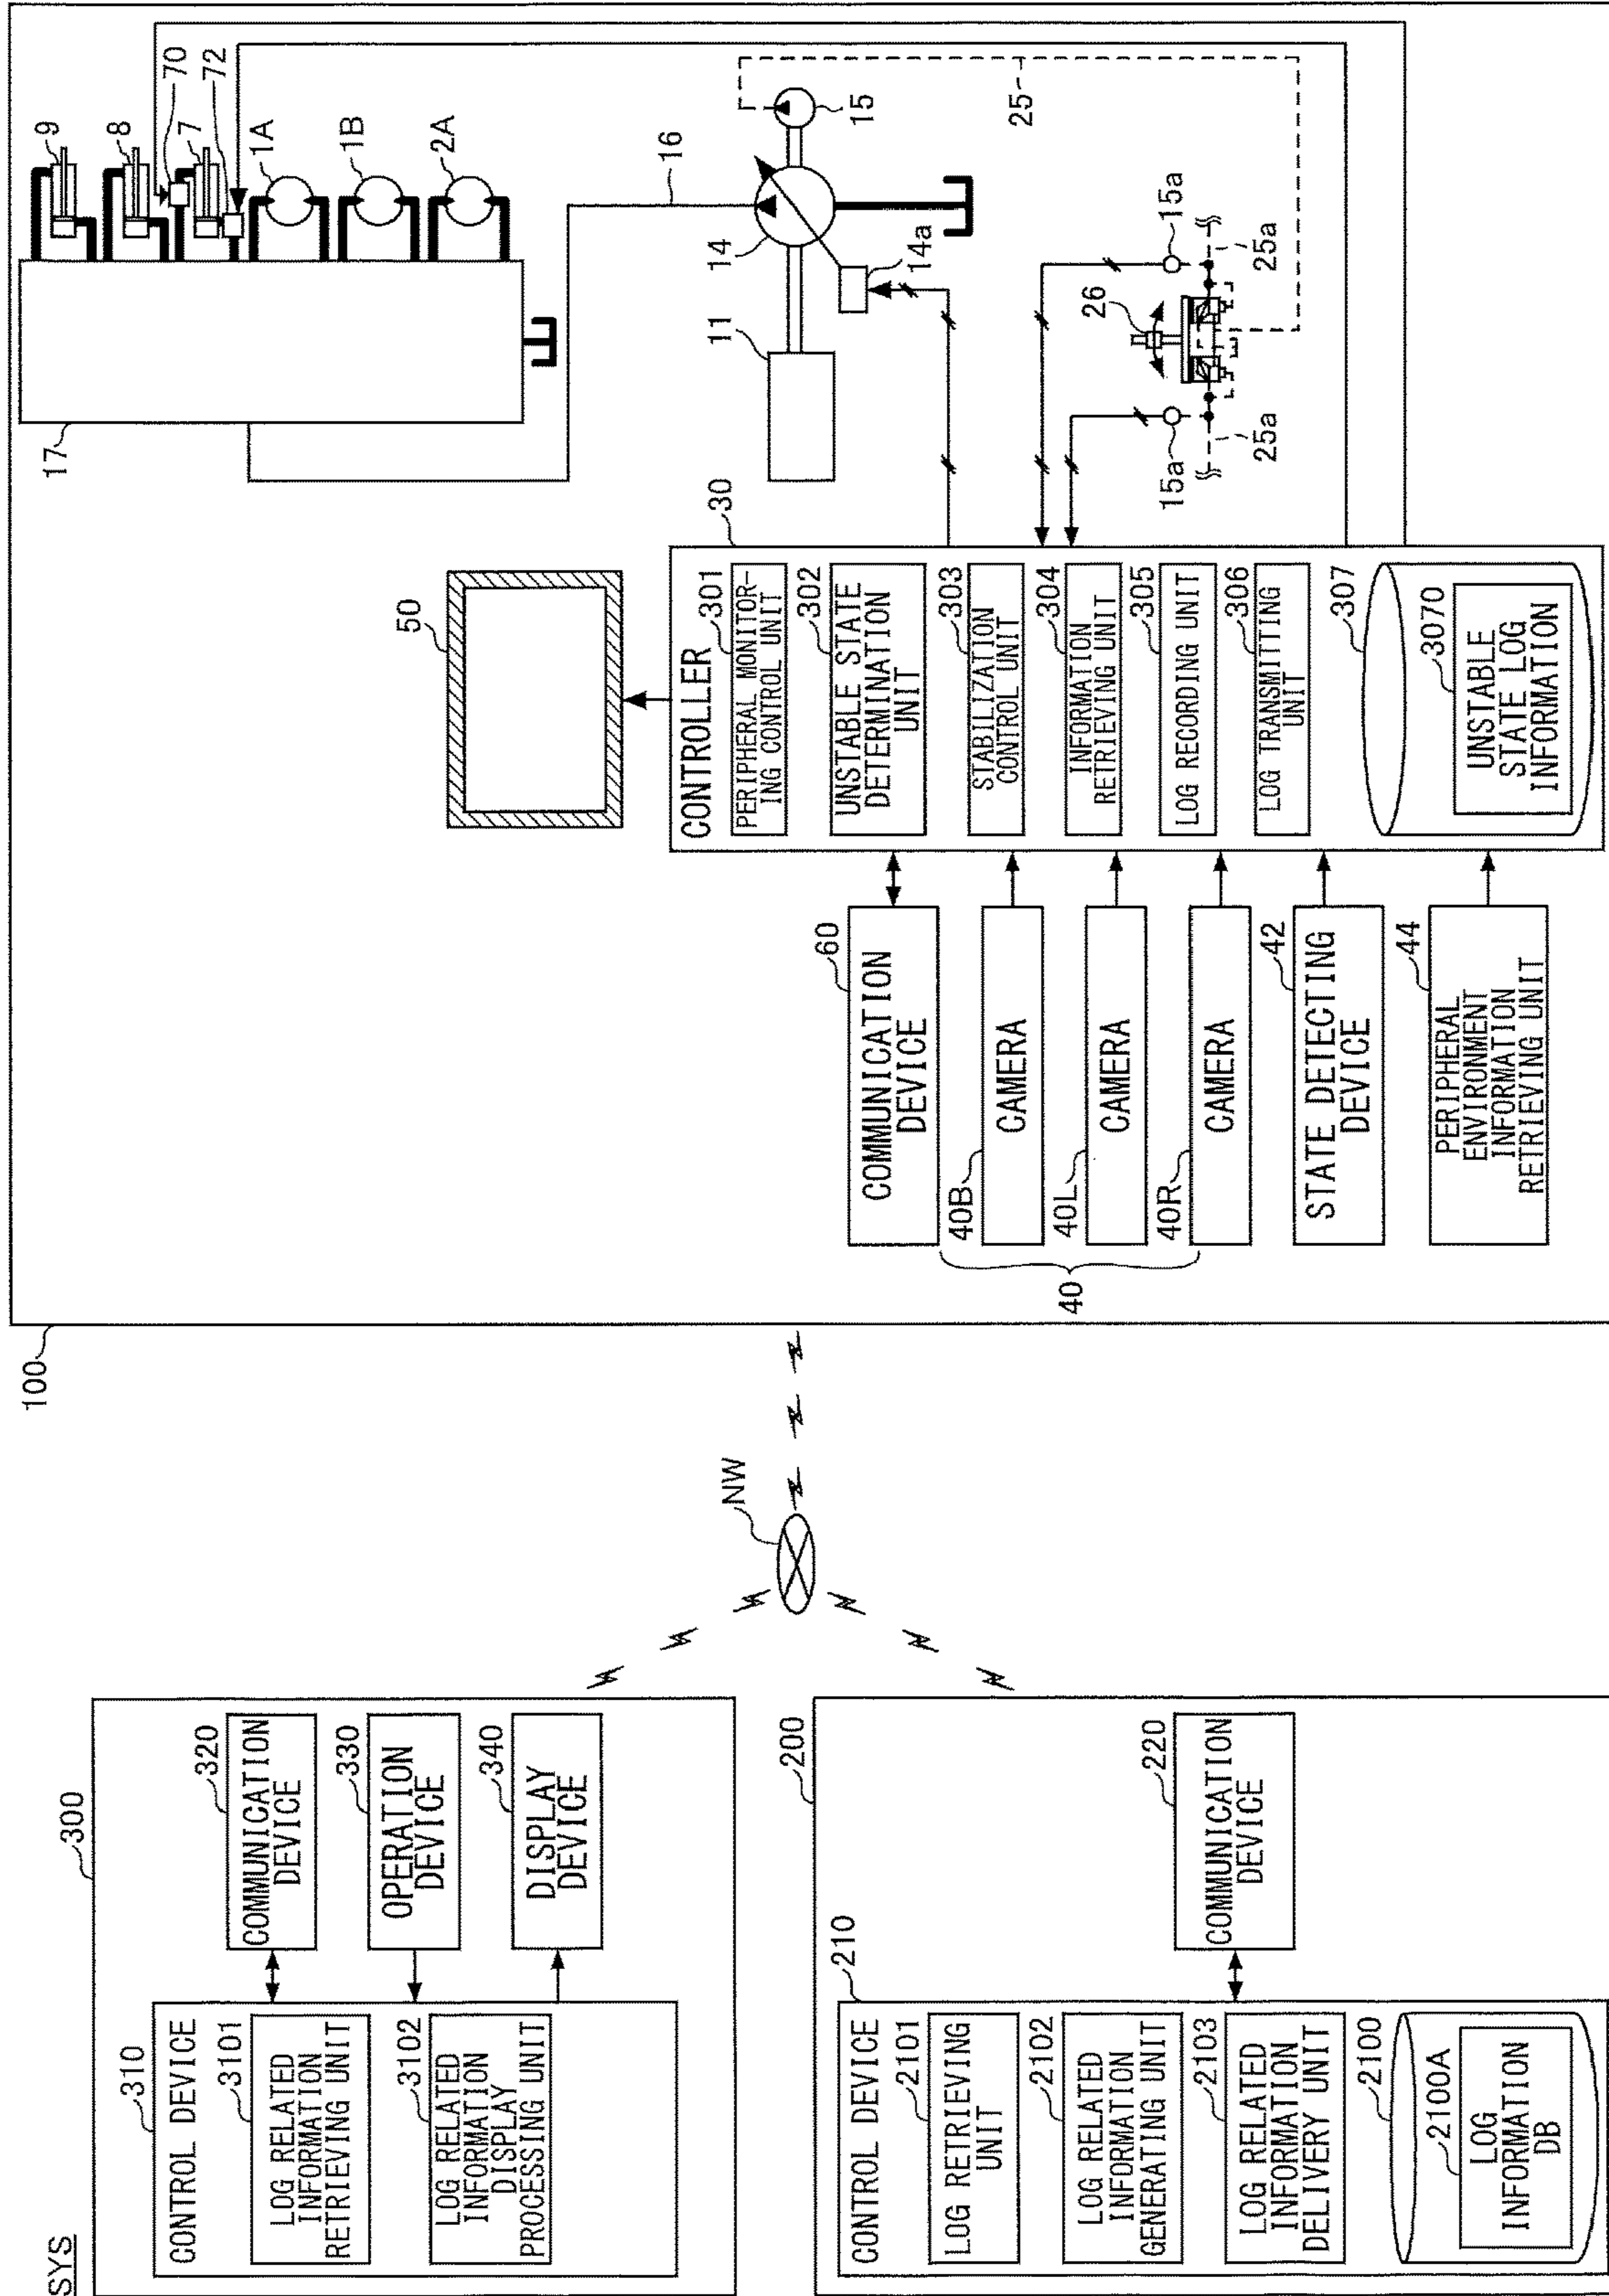 SYS
300
310
CONTROL DEVICE
3101
LOG RELATED
INFORMATION
RETRIEVING UNIT
3102
LOG RELATED
INFORMATION
DISPLAY
PROCESSING UNIT
320
COMMUNICATION
DEVICE
330
OPERATION
DEVICE
340
DISPLAY
DEVICE
200
210
CONTROL DEVICE
2101
LOG RETRIEVING
UNIT
2102
LOG RELATED
INFORMATION
GENERATING UNIT
2103
LOG RELATED
INFORMATION
DELIVERY UNIT
2100
2100A
LOG
INFORMATION
DB
220
COMMUNICATION
DEVICE
NW
100
60
COMMUNICATION
DEVICE
40B
CAMERA
40L
CAMERA
40R
CAMERA
40
42
STATE DETECTING
DEVICE
44
PERIPHERAL
ENVIRONMENT
INFORMATION
RETRIEVING UNIT
50
30
CONTROLLER
301
PERIPHERAL MONITOR-
ING CONTROL UNIT
302
UNSTABLE STATE
DETERMINATION
UNIT
303
STABILIZATION
CONTROL UNIT
304
INFORMATION
RETRIEVING UNIT
305
LOG RECORDING UNIT
306
LOG TRANSMITTING
UNIT
307
3070
UNSTABLE
STATE LOG
INFORMATION
17
9
8
7
70
72
1A
1B
2A
16
11
14
14a
15
25
26
15a
15a
25a
25a